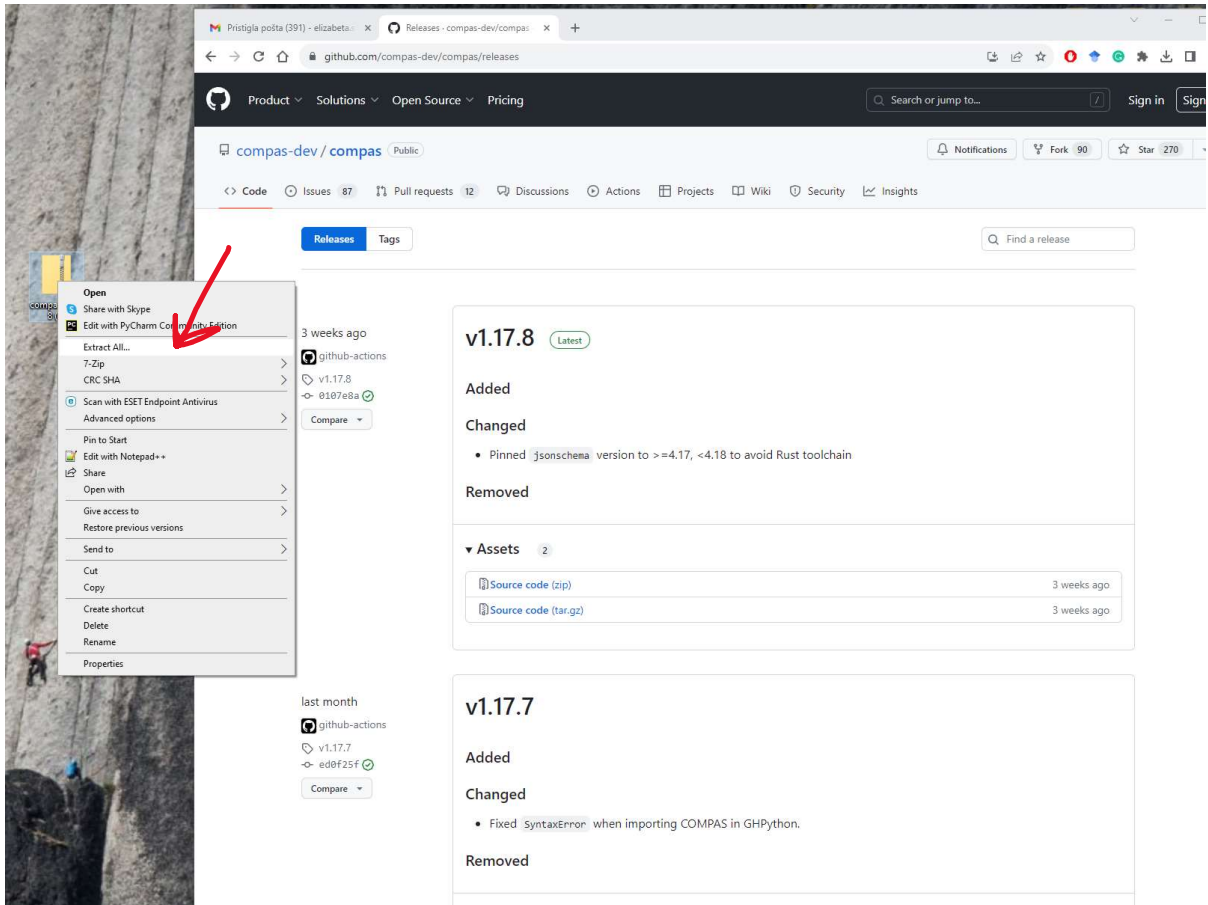 Pristigla pošta (391) - elizabeta.
Releases - compas-dev/compas
github.com/compas-dev/compas/releases
Product Solutions Open Source Pricing
Search or jump to... /
Sign in Sign
compas-dev / compas Public
Notifications Fork 90 Star 270
Code Issues 87 Pull requests 12 Discussions Actions Projects Wiki Security Insights
Releases Tags
Find a release
Open
Share with Skype
Edit with PyCharm Community Edition
Extract All...
7-Zip
CRC SHA
Scan with ESET Endpoint Antivirus
Advanced options
Pin to Start
Edit with Notepad++
Share
Open with
Give access to
Restore previous versions
Send to
Cut
Copy
Create shortcut
Delete
Rename
Properties
3 weeks ago
github-actions
v1.17.8
0107e8a
Compare
v1.17.8 Latest
Added
Changed
Pinned jsonschema version to >=4.17, <4.18 to avoid Rust toolchain
Removed
Assets 2
Source code (zip) 3 weeks ago
Source code (tar.gz) 3 weeks ago
last month
github-actions
v1.17.7
ed0f25f
Compare
v1.17.7
Added
Changed
Fixed SyntaxError when importing COMPAS in GHPython.
Removed